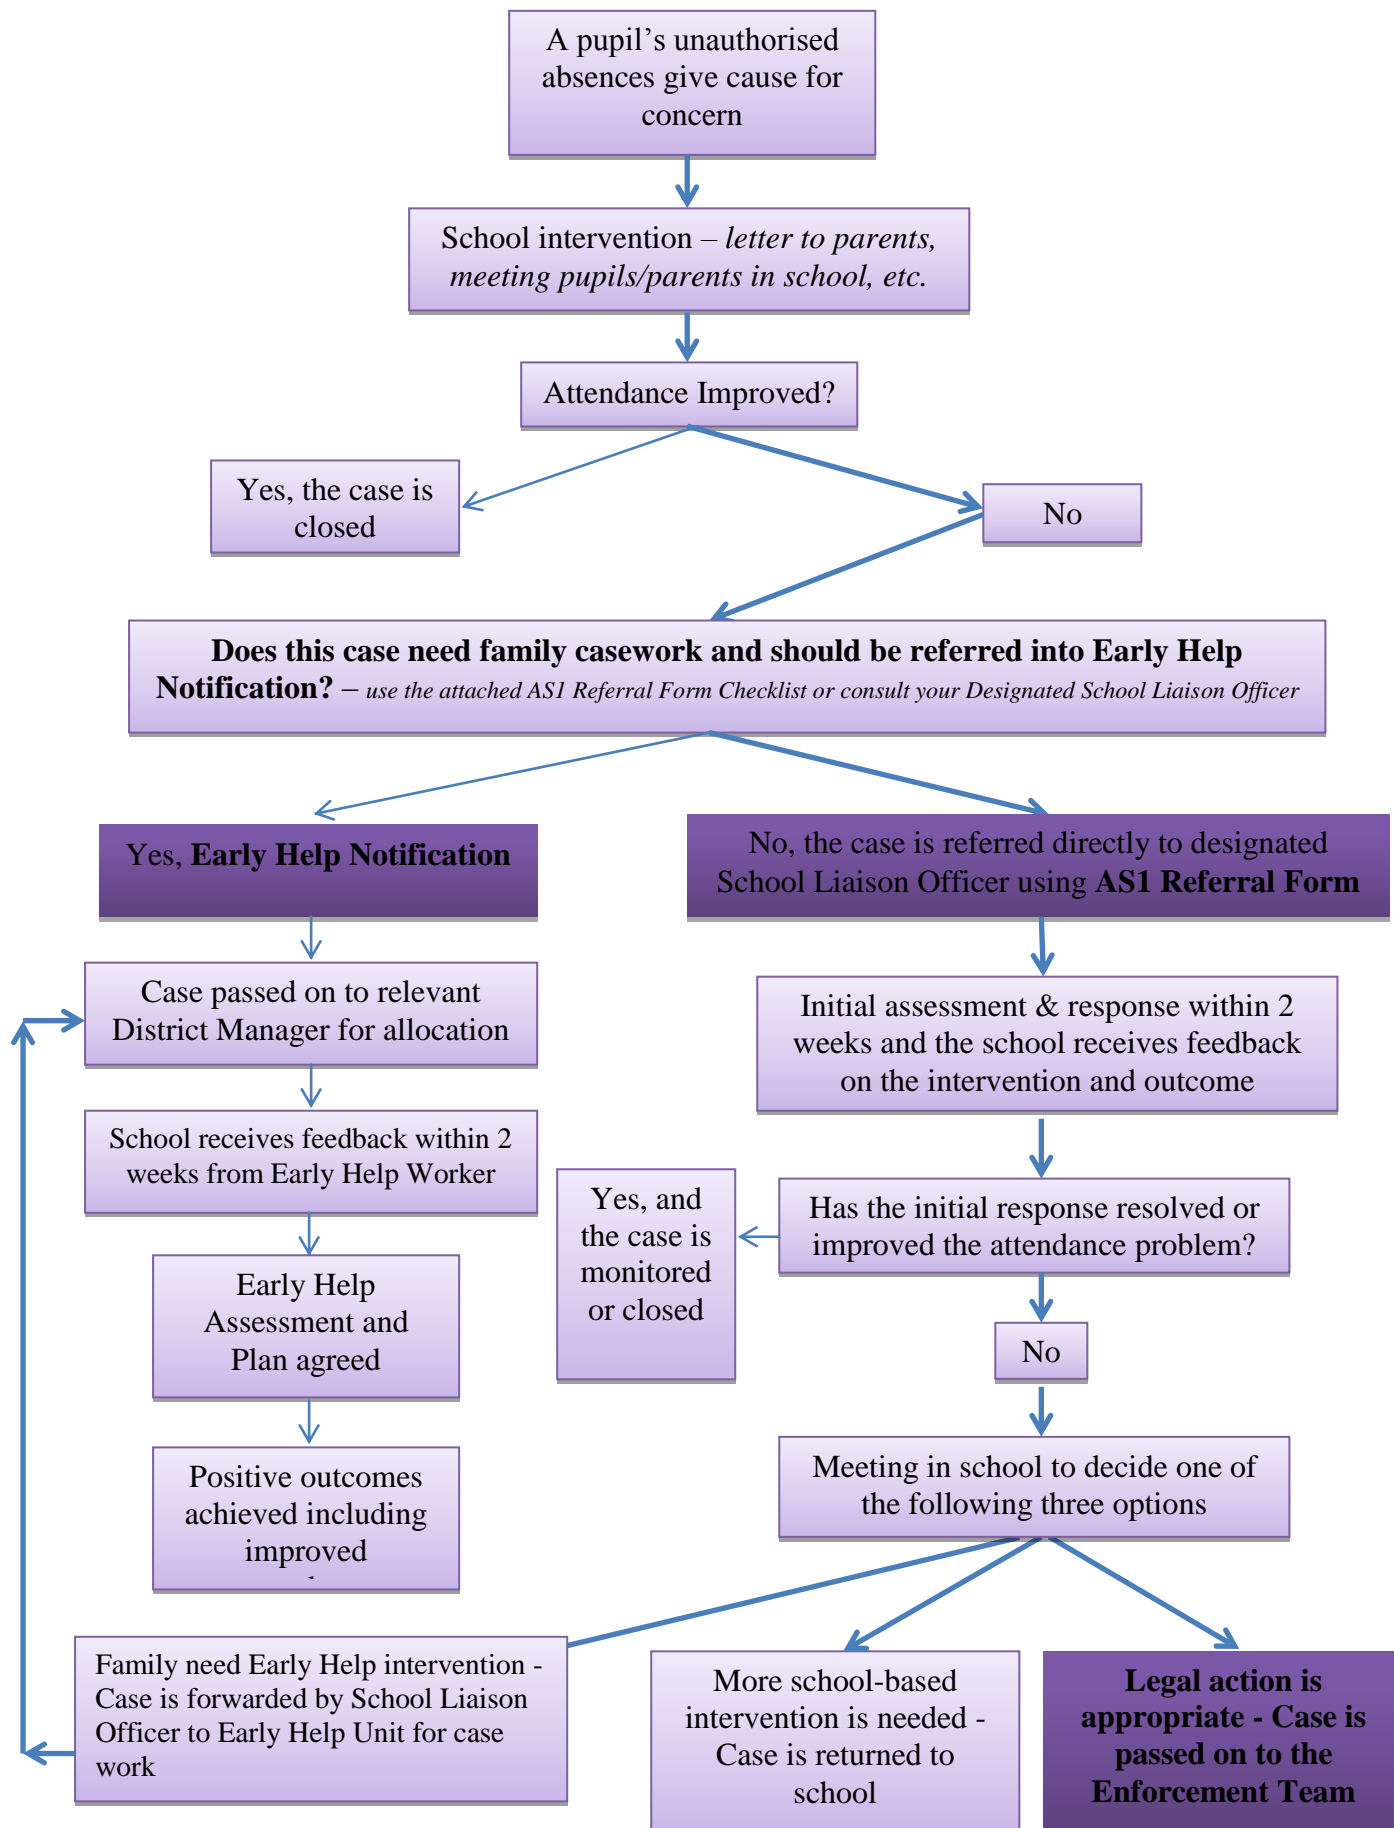 A pupil’s unauthorised
absences give cause for
concern
School intervention – letter to parents,
meeting pupils/parents in school, etc.
Attendance Improved?
Yes, the case is
closed
No
Does this case need family casework and should be referred into Early Help
Notification? – use the attached AS1 Referral Form Checklist or consult your Designated School Liaison Officer
Yes, Early Help Notification
No, the case is referred directly to designated
School Liaison Officer using AS1 Referral Form
Case passed on to relevant
District Manager for allocation
Initial assessment & response within 2
weeks and the school receives feedback
on the intervention and outcome
School receives feedback within 2
weeks from Early Help Worker
Yes, and
the case is
monitored
or closed
Has the initial response resolved or
improved the attendance problem?
Early Help
Assessment and
Plan agreed
No
Positive outcomes
achieved including
improved
Meeting in school to decide one of
the following three options
Family need Early Help intervention -
Case is forwarded by School Liaison
Officer to Early Help Unit for case
work
More school-based
intervention is needed -
Case is returned to
school
Legal action is
appropriate - Case is
passed on to the
Enforcement Team